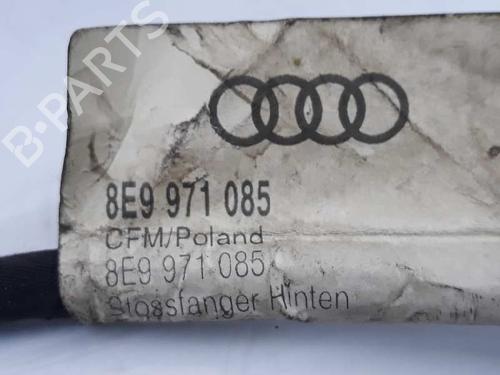 B-PARTS
8E9 971 085
CFM/Poland
8E9 971 085
Stossfanger Hinten